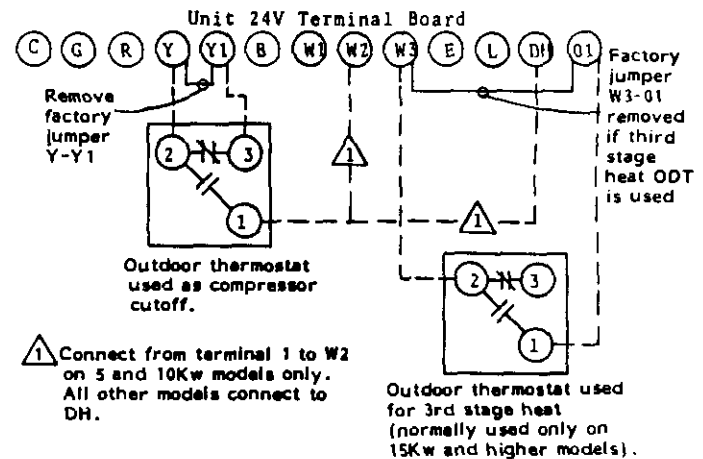 Unit 24V Terminal Board
C G R Y Y1 B W1 W2 W3 E L DH O1
Factory
jumper
W3-O1
removed
if third
stage
heat ODT
is used
Remove
factory
jumper
Y-Y1
2 3
1
1
1
Outdoor thermostat
used as compressor
cutoff.
2 3
1
1 Connect from terminal 1 to W2
on 5 and 10Kw models only.
All other models connect to
DH.
Outdoor thermostat used
for 3rd stage heat
(normally used only on
15Kw and higher models).